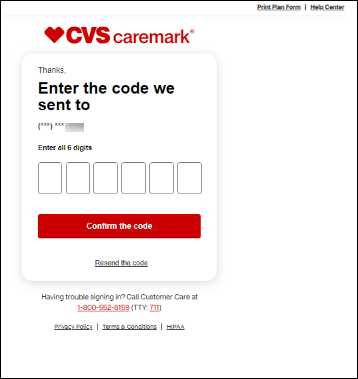 Print Plan Form | Help Center
CVS caremark®
Thanks,
Enter the code we
sent to
(***) ***
Enter all 6 digits
Confirm the code
Resend the code
Having trouble signing in? Call Customer Care at
1-800-552-8159 (TTY: 711)
Privacy Policy | Terms & Conditions | HIPAA